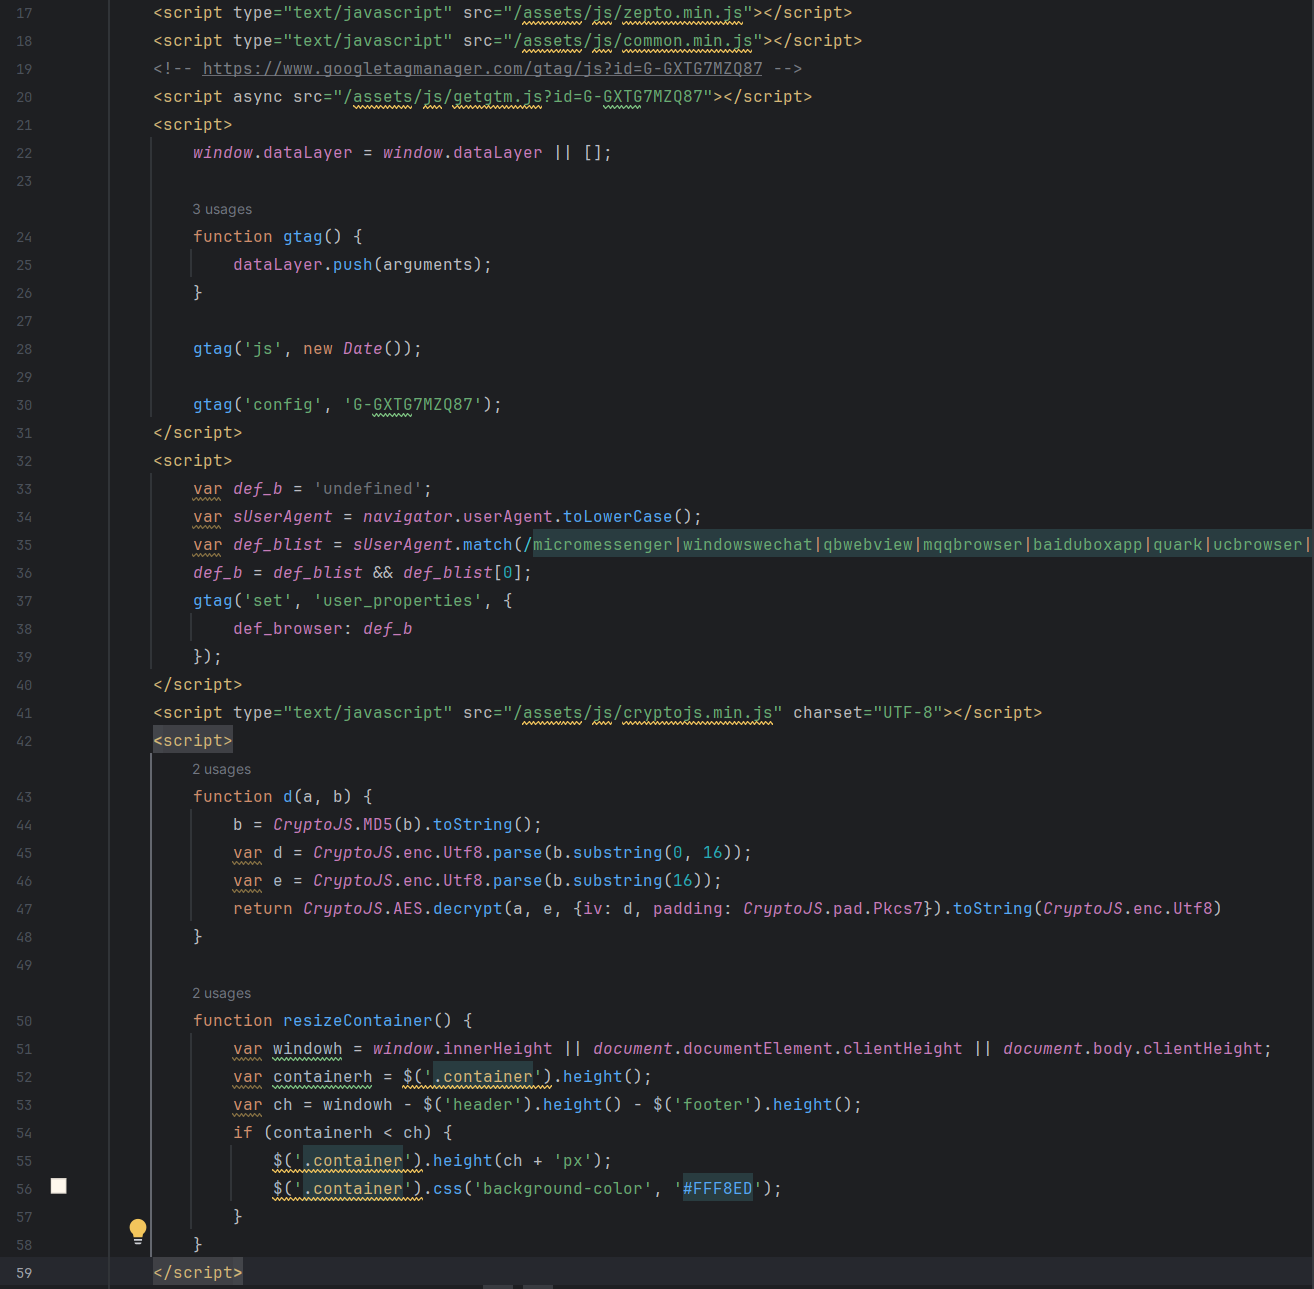 17 <script type="text/javascript" src="/assets/js/zepto.min.js"></script>
18 <script type="text/javascript" src="/assets/js/common.min.js"></script>
19 <!-- https://www.googletagmanager.com/gtag/js?id=G-GXTG7MZQ87 -->
20 <script async src="/assets/js/getgtm.js?id=G-GXTG7MZQ87"></script>
21 <script>
22 window.dataLayer = window.dataLayer || [];
23
3 usages
24 function gtag() {
25 dataLayer.push(arguments);
26 }
27
28 gtag('js', new Date());
29
30 gtag('config', 'G-GXTG7MZQ87');
31 </script>
32 <script>
33 var def_b = 'undefined';
34 var sUserAgent = navigator.userAgent.toLowerCase();
35 var def_blist = sUserAgent.match(/micromessenger|windowswechat|qbwebview|mqqbrowser|baiduboxapp|quark|ucbrowser|
36 def_b = def_blist && def_blist[0];
37 gtag('set', 'user_properties', {
38 def_browser: def_b
39 });
40 </script>
41 <script type="text/javascript" src="/assets/js/cryptojs.min.js" charset="UTF-8"></script>
42 <script>
2 usages
43 function d(a, b) {
44 b = CryptoJS.MD5(b).toString();
45 var d = CryptoJS.enc.Utf8.parse(b.substring(0, 16));
46 var e = CryptoJS.enc.Utf8.parse(b.substring(16));
47 return CryptoJS.AES.decrypt(a, e, {iv: d, padding: CryptoJS.pad.Pkcs7}).toString(CryptoJS.enc.Utf8)
48 }
49
2 usages
50 function resizeContainer() {
51 var windowh = window.innerHeight || document.documentElement.clientHeight || document.body.clientHeight;
52 var containerh = $('.container').height();
53 var ch = windowh - $('header').height() - $('footer').height();
54 if (containerh < ch) {
55 $('.container').height(ch + 'px');
56 $('.container').css('background-color', '#FFF8ED');
57 }
58 }
59 </script>